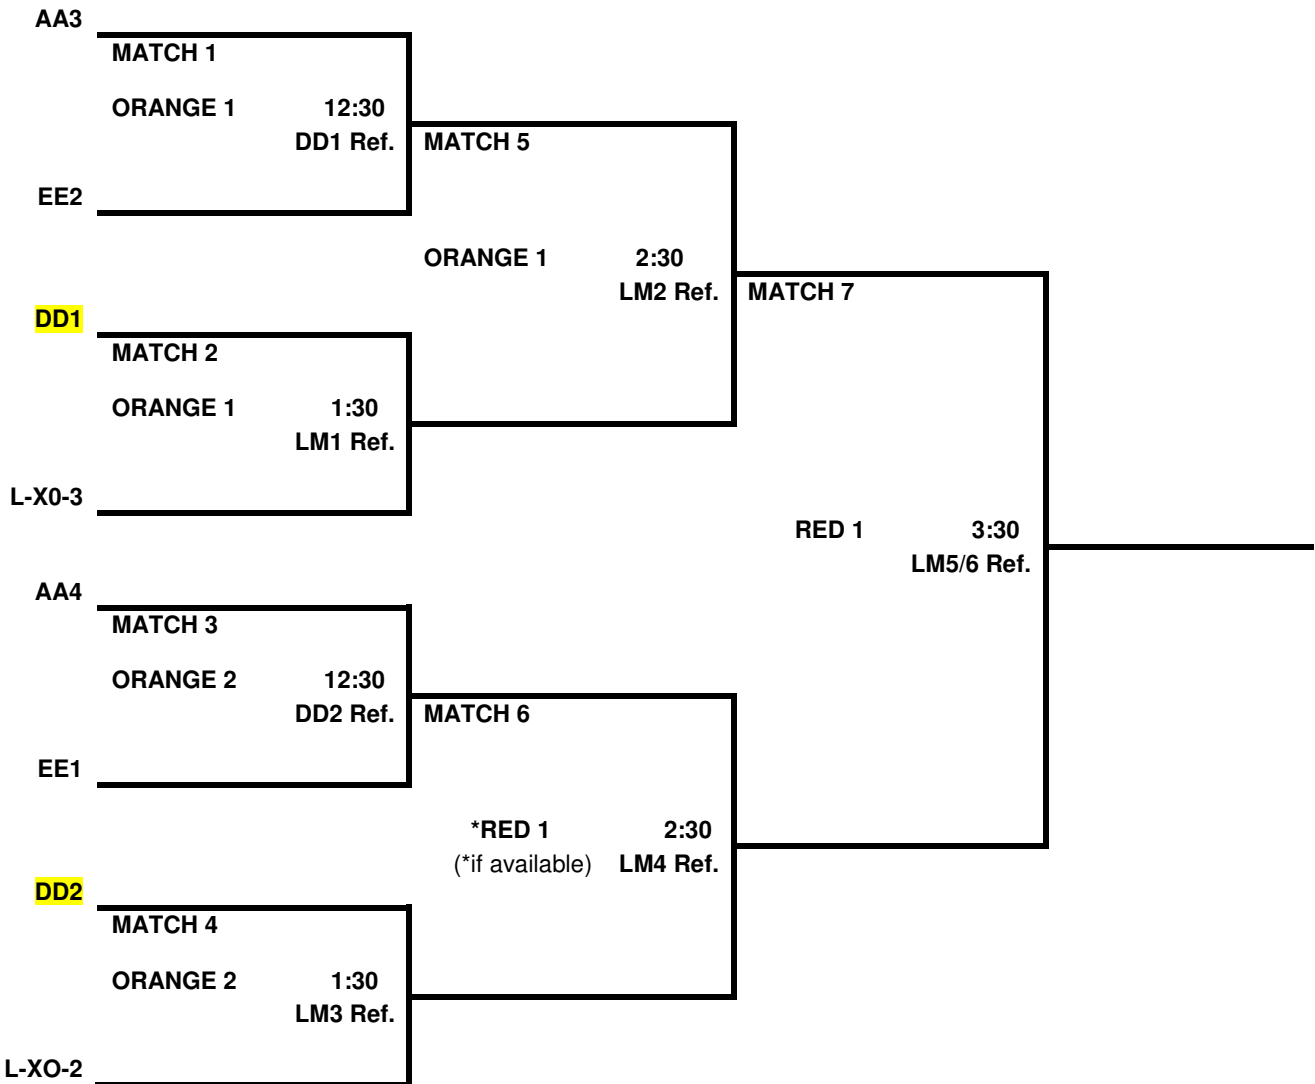 AA3
MATCH 1
ORANGE 1 12:30
DD1 Ref.
MATCH 5
EE2
ORANGE 1 2:30
LM2 Ref.
MATCH 7
DD1
MATCH 2
ORANGE 1 1:30
LM1 Ref.
L-X0-3
RED 1 3:30
LM5/6 Ref.
AA4
MATCH 3
ORANGE 2 12:30
DD2 Ref.
MATCH 6
EE1
*RED 1 2:30
(*if available) LM4 Ref.
DD2
MATCH 4
ORANGE 2 1:30
LM3 Ref.
L-XO-2